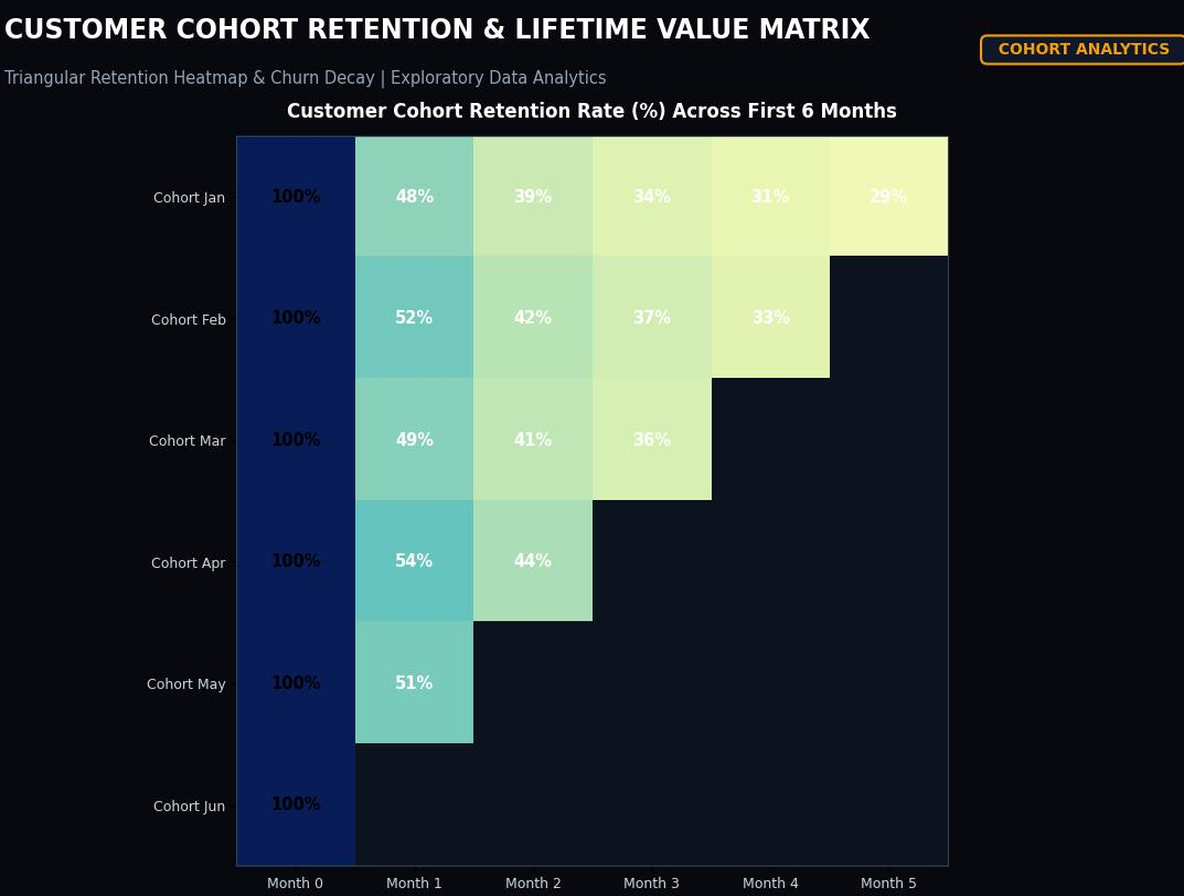 CUSTOMER COHORT RETENTION & LIFETIME VALUE MATRIX
COHORT ANALYTICS
Triangular Retention Heatmap & Churn Decay | Exploratory Data Analytics
Customer Cohort Retention Rate (%) Across First 6 Months
Cohort Jan 100% 48% 39% 34% 31% 29%
Cohort Feb 100% 52% 42% 37% 33%
Cohort Mar 100% 49% 41% 36%
Cohort Apr 100% 54% 44%
Cohort May 100% 51%
Cohort Jun 100%
Month 0 Month 1 Month 2 Month 3 Month 4 Month 5